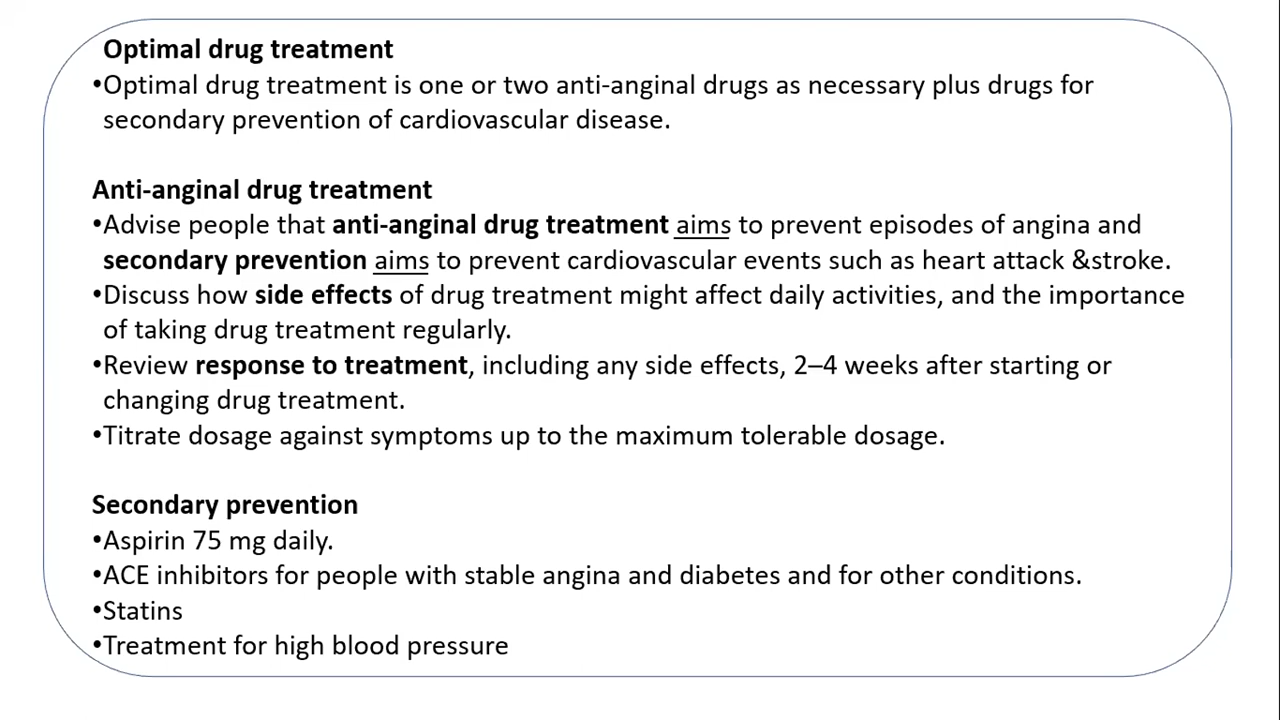 Optimal drug treatment
•Optimal drug treatment is one or two anti-anginal drugs as necessary plus drugs for
secondary prevention of cardiovascular disease.
Anti-anginal drug treatment
•Advise people that anti-anginal drug treatment aims to prevent episodes of angina and
secondary prevention aims to prevent cardiovascular events such as heart attack &stroke.
•Discuss how side effects of drug treatment might affect daily activities, and the importance
of taking drug treatment regularly.
•Review response to treatment, including any side effects, 2–4 weeks after starting or
changing drug treatment.
•Titrate dosage against symptoms up to the maximum tolerable dosage.
Secondary prevention
•Aspirin 75 mg daily.
•ACE inhibitors for people with stable angina and diabetes and for other conditions.
•Statins
•Treatment for high blood pressure